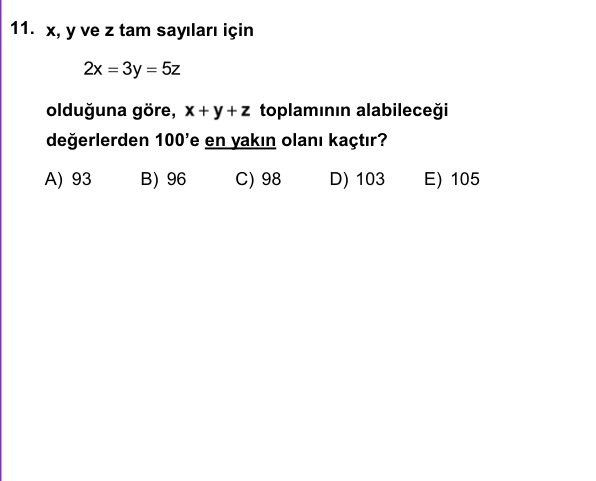 11. x, y ve z tam sayıları için
2x = 3y = 5z
olduğuna göre, x + y + z toplamının alabileceği
değerlerden 100'e en yakın olanı kaçtır?
A) 93 B) 96 C) 98 D) 103 E) 105